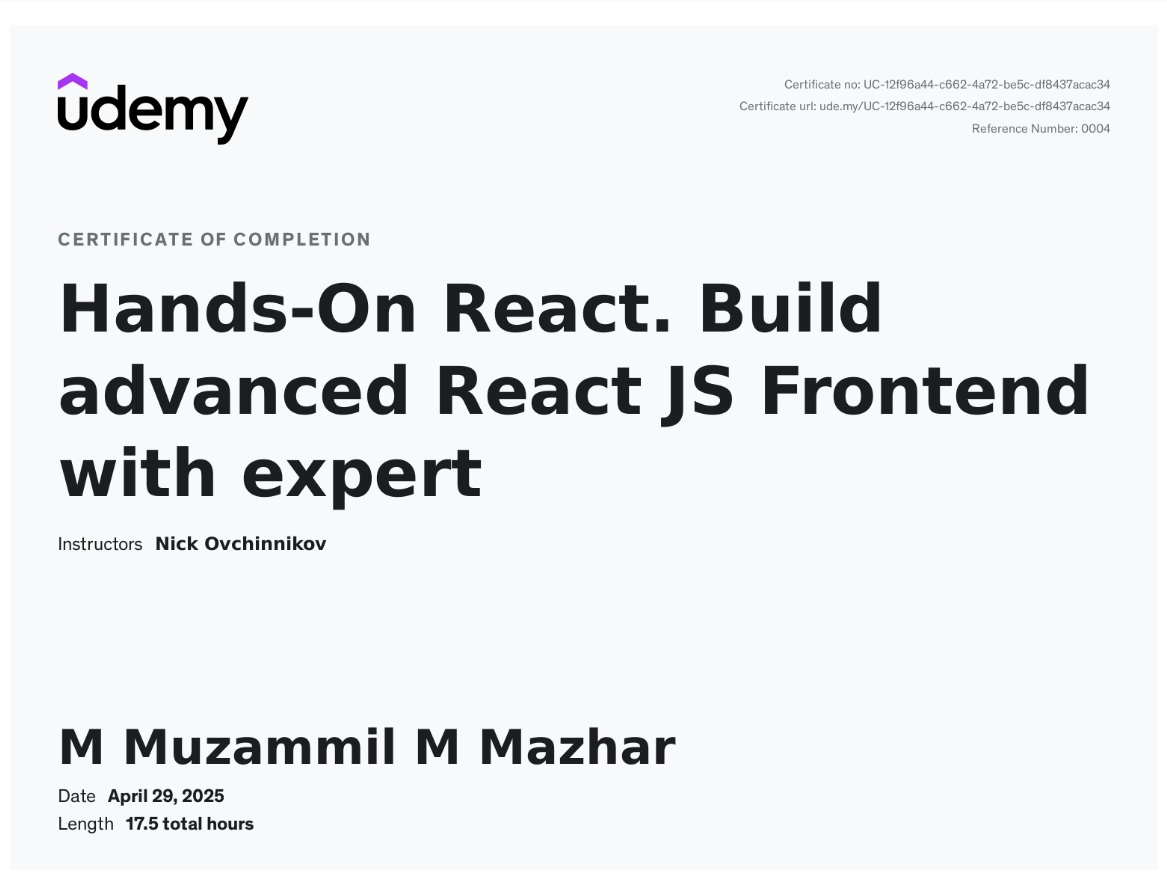 udemy
Certificate no: UC-12f96a44-c662-4a72-be5c-df8437acac34
Certificate url: ude.my/UC-12f96a44-c662-4a72-be5c-df8437acac34
Reference Number: 0004
CERTIFICATE OF COMPLETION
Hands-On React. Build
advanced React JS Frontend
with expert
Instructors Nick Ovchinnikov
M Muzammil M Mazhar
Date April 29, 2025
Length 17.5 total hours